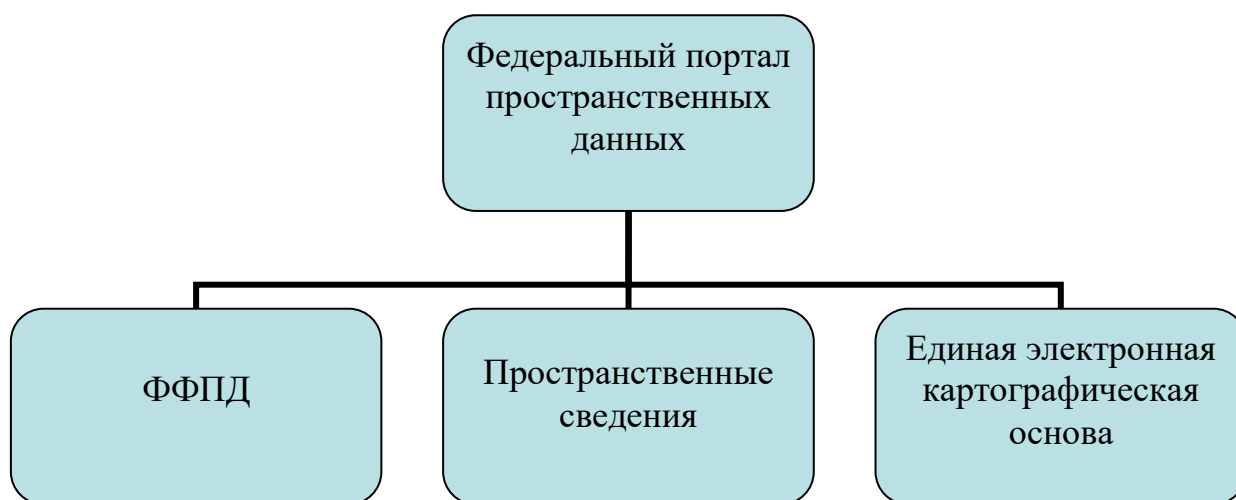 Федеральный портал
пространственных
данных
ФФПД
Пространственные
сведения
Единая электронная
картографическая
основа